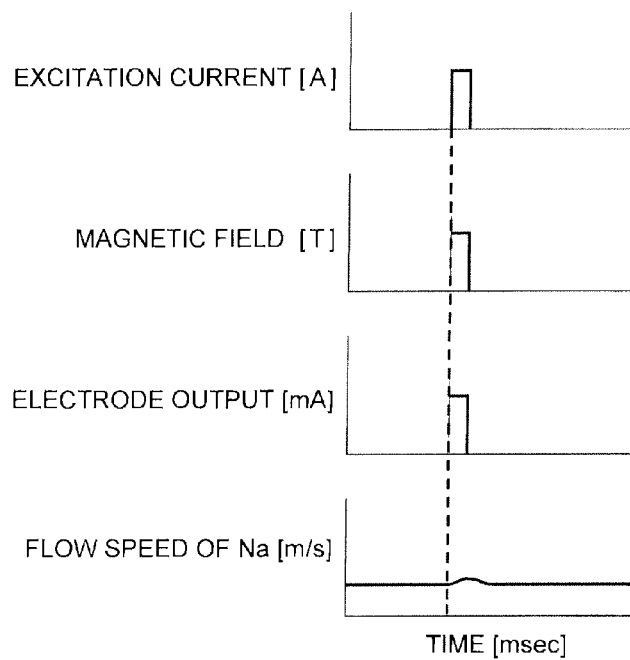 EXCITATION CURRENT [A]
MAGNETIC FIELD [T]
ELECTRODE OUTPUT [mA]
FLOW SPEED OF Na [m/s]
TIME [msec]